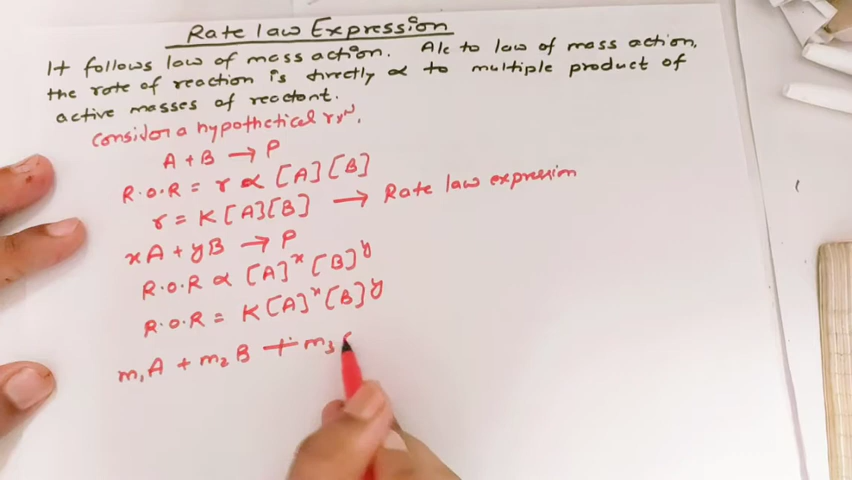 Rate law Expression
It follows law of mass action. A/c to law of mass action,
the rate of reaction is directly ∝ to multiple product of
active masses of reactant.
Consider a hypothetical rxN.
A + B → P
R.O.R = r ∝ [A][B]
r = K[A][B] → Rate law expression
xA + yB → P
R.O.R ∝ [A]ˣ [B]ʸ
R.O.R = K[A]ˣ[B]ʸ
m₁A + m₂B + m₃